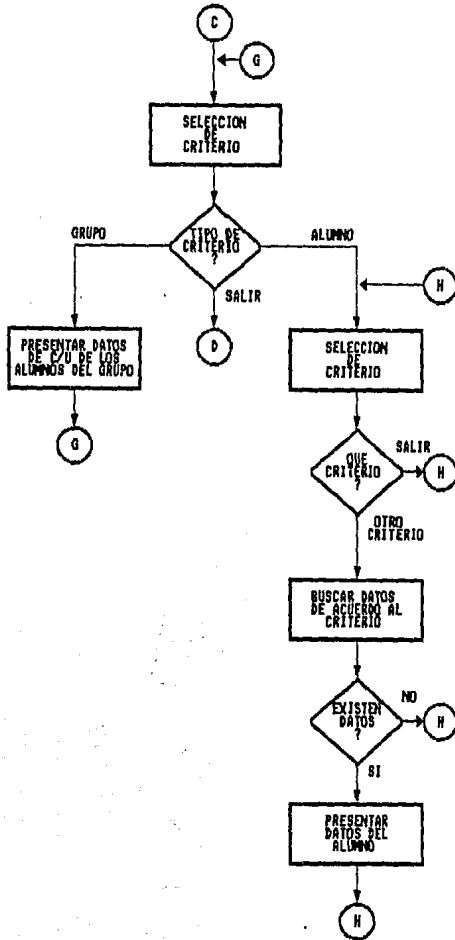 C
G
SELECCION
DE
CRITERIO
GRUPO
TIPO DE
CRITERIO
?
ALUMNO
SALIR
H
D
PRESENTAR DATOS
DE C/U DE LOS
ALUMNOS DEL GRUPO
G
SELECCION
DE
CRITERIO
QUE
CRITERIO
?
SALIR
H
OTRO
CRITERIO
BUSCAR DATOS
DE ACUERDO AL
CRITERIO
EXISTEN
DATOS
?
NO
H
SI
PRESENTAR
DATOS DEL
ALUMNO
H